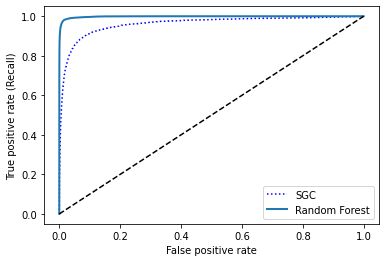 True positive rate (Recall)
1.0
0.8
0.6
0.4
0.2
0.0
0.0 0.2 0.4 0.6 0.8 1.0
False positive rate
SGC
Random Forest